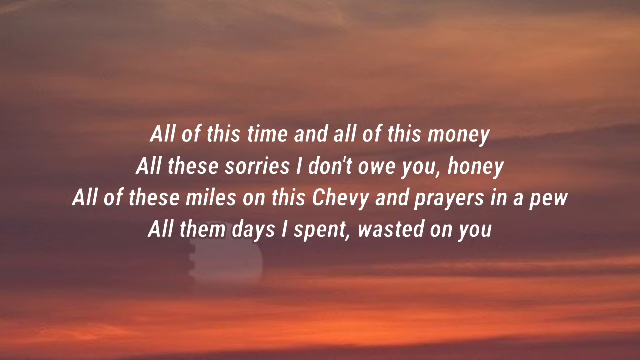 All of this time and all of this money
All these sorries I don't owe you, honey
All of these miles on this Chevy and prayers in a pew
All them days I spent, wasted on you